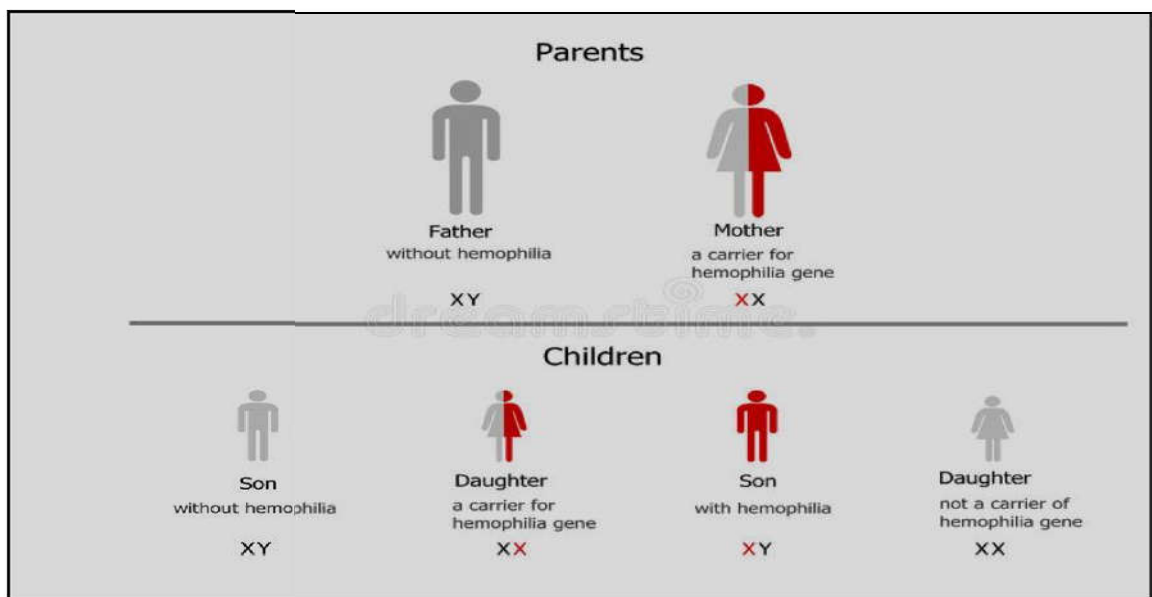 Parents
Father
without hemophilia
XY
Mother
a carrier for
hemophilia gene
XX
dreamstime.
Children
Son
without hemophilia
XY
Daughter
a carrier for
hemophilia gene
XX
Son
with hemophilia
XY
Daughter
not a carrier of
hemophilia gene
XX